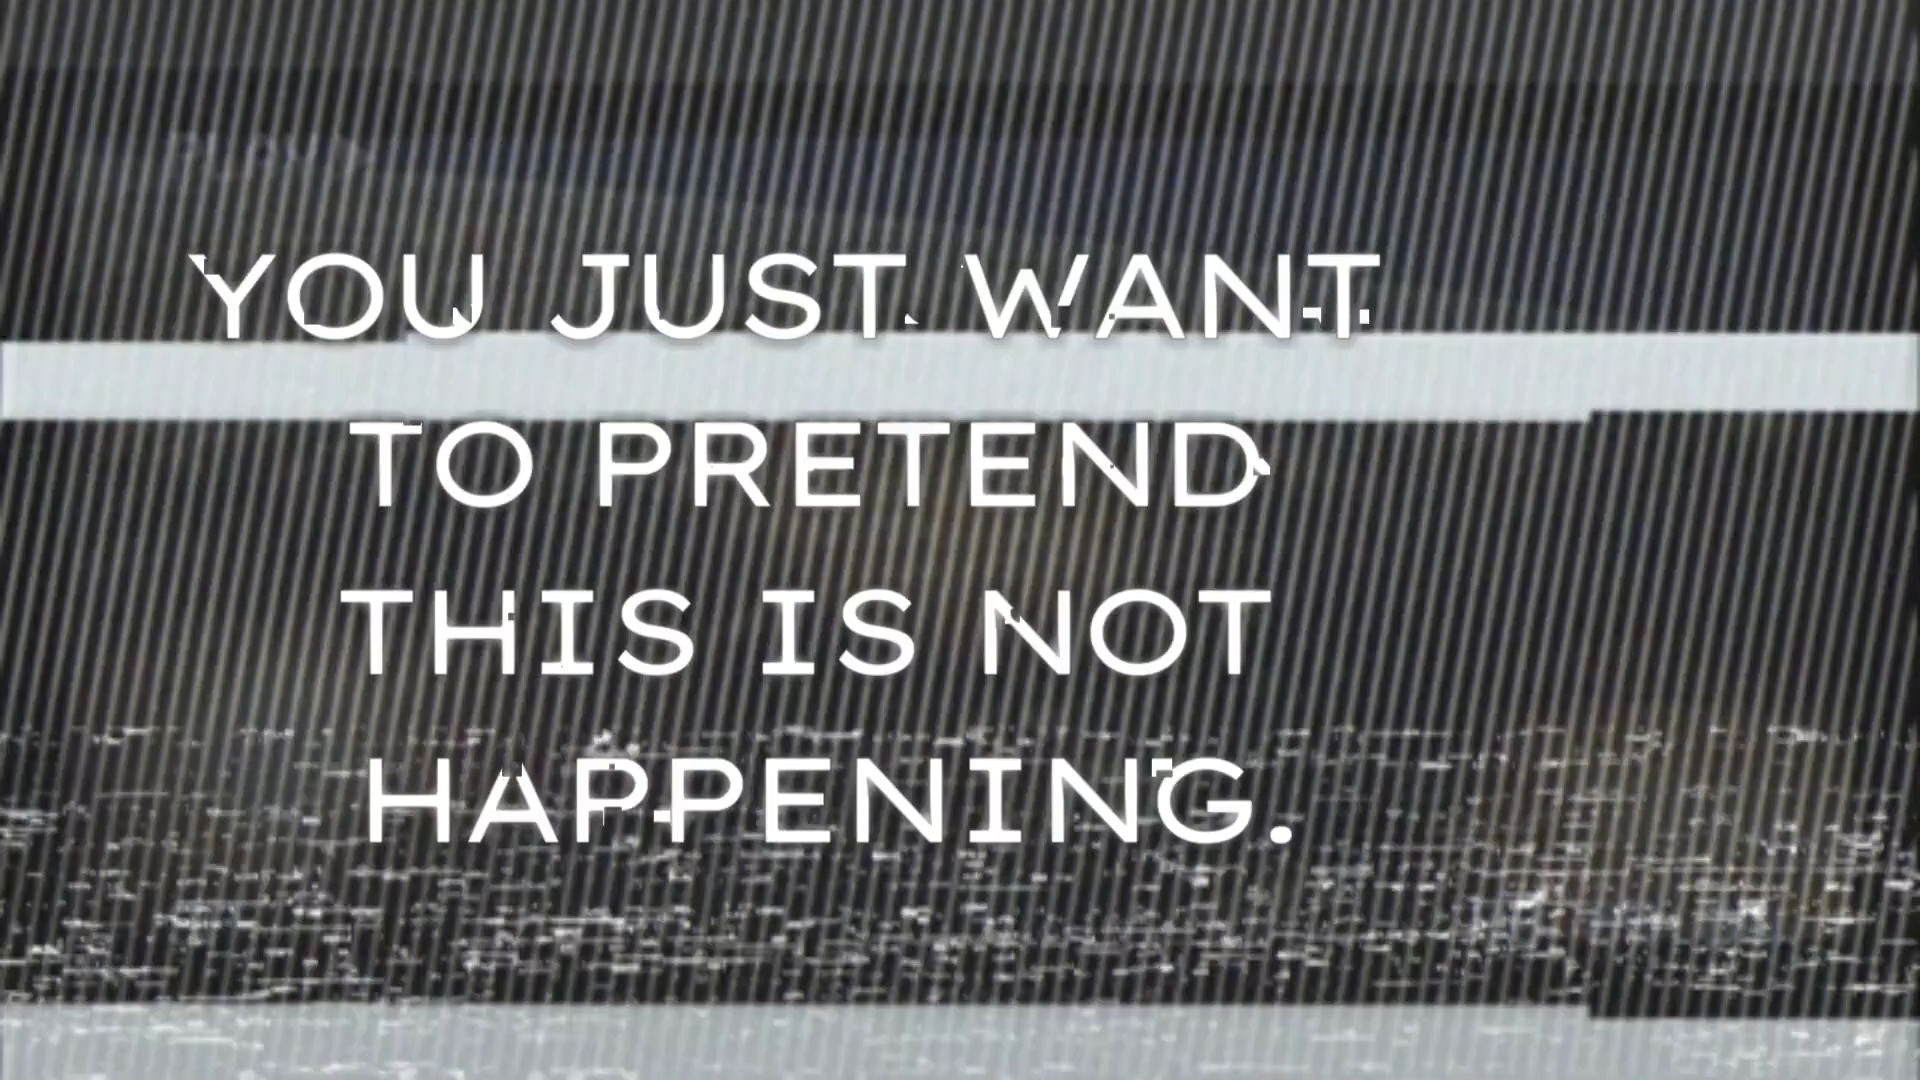 YOU JUST WANT
TO PRETEND
THIS IS NOT
HAPPENING.